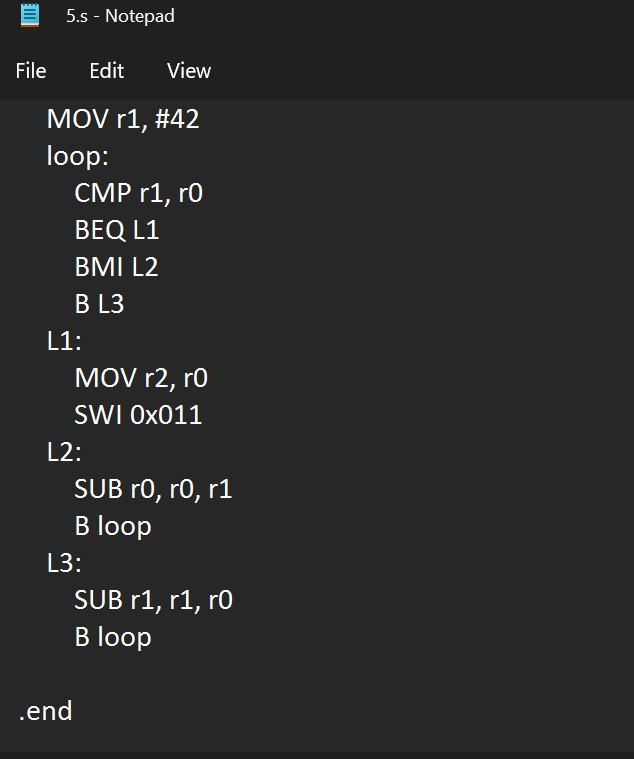 5.s - Notepad
File Edit View
MOV r1, #42
loop:
CMP r1, r0
BEQ L1
BMI L2
B L3
L1:
MOV r2, r0
SWI 0x011
L2:
SUB r0, r0, r1
B loop
L3:
SUB r1, r1, r0
B loop
.end